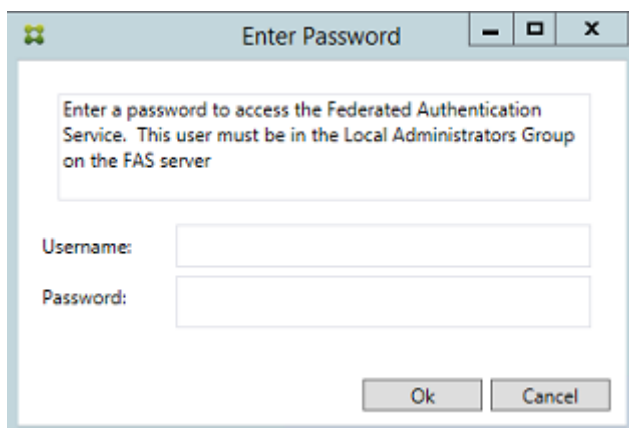 Enter Password
Enter a password to access the Federated Authentication
Service.  This user must be in the Local Administrators Group
on the FAS server
Username:
Password:
Ok
Cancel